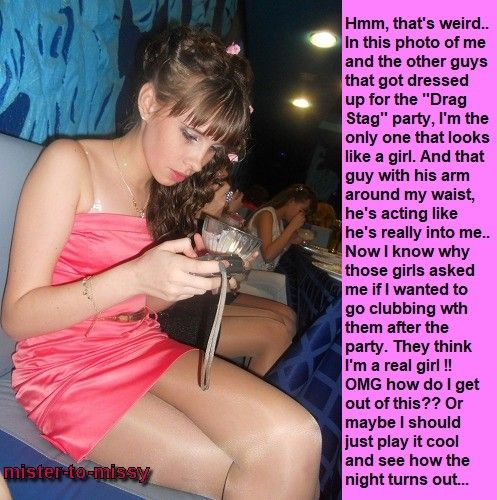 Hmm, that's weird..
In this photo of me
and the other guys
that got dressed
up for the "Drag
Stag" party, I'm the
only one that looks
like a girl. And that
guy with his arm
around my waist,
he's acting like
he's really into me..
Now I know why
those girls asked
me if I wanted to
go clubbing wth
them after the
party. They think
I'm a real girl !!
OMG how do I get
out of this?? Or
maybe I should
just play it cool
and see how the
night turns out...
mister-to-missy